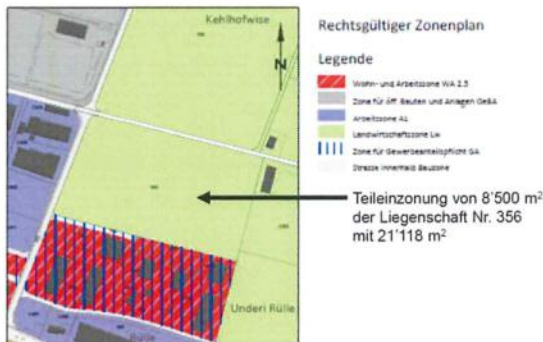 Kehlhofwise
N
Underi Rülle
Rechtsgültiger Zonenplan
Legende
Wohn- und Arbeitszone WA 2.5
Zone für öff. Bauten und Anlagen OeBA
Arbeitszone AL
Landwirtschaftszone Lw
Zone für Gewerbeanteilspflicht GA
Strasse innerhalb Bauzone
Teileinzonung von 8'500 m²
der Liegenschaft Nr. 356
mit 21'118 m²